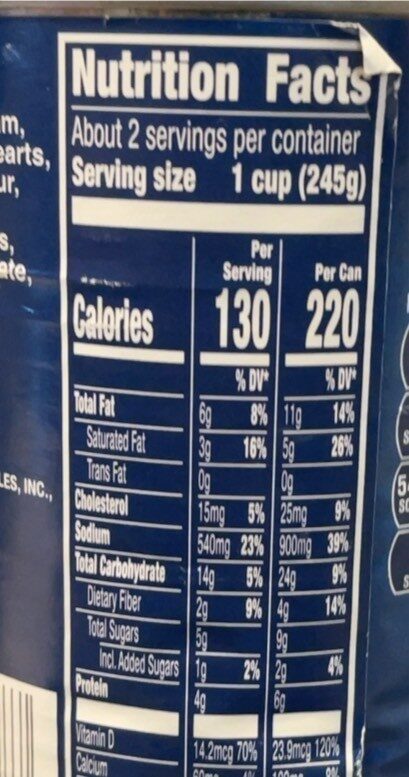 Nutrition Facts
About 2 servings per container
Serving size 1 cup (245g)
Per Serving Per Can
Calories 130 220
% DV* % DV*
Total Fat 6g 8% 11g 14%
Saturated Fat 3g 16% 5g 26%
Trans Fat 0g 0g
Cholesterol 15mg 5% 25mg 9%
Sodium 540mg 23% 900mg 39%
Total Carbohydrate 14g 5% 24g 9%
Dietary Fiber 2g 9% 4g 14%
Total Sugars 5g 9g
Incl. Added Sugars 1g 2% 2g 4%
Protein 4g 6g
Vitamin D 14.2mcg 70% 23.9mcg 120%
Calcium
LES, INC.,